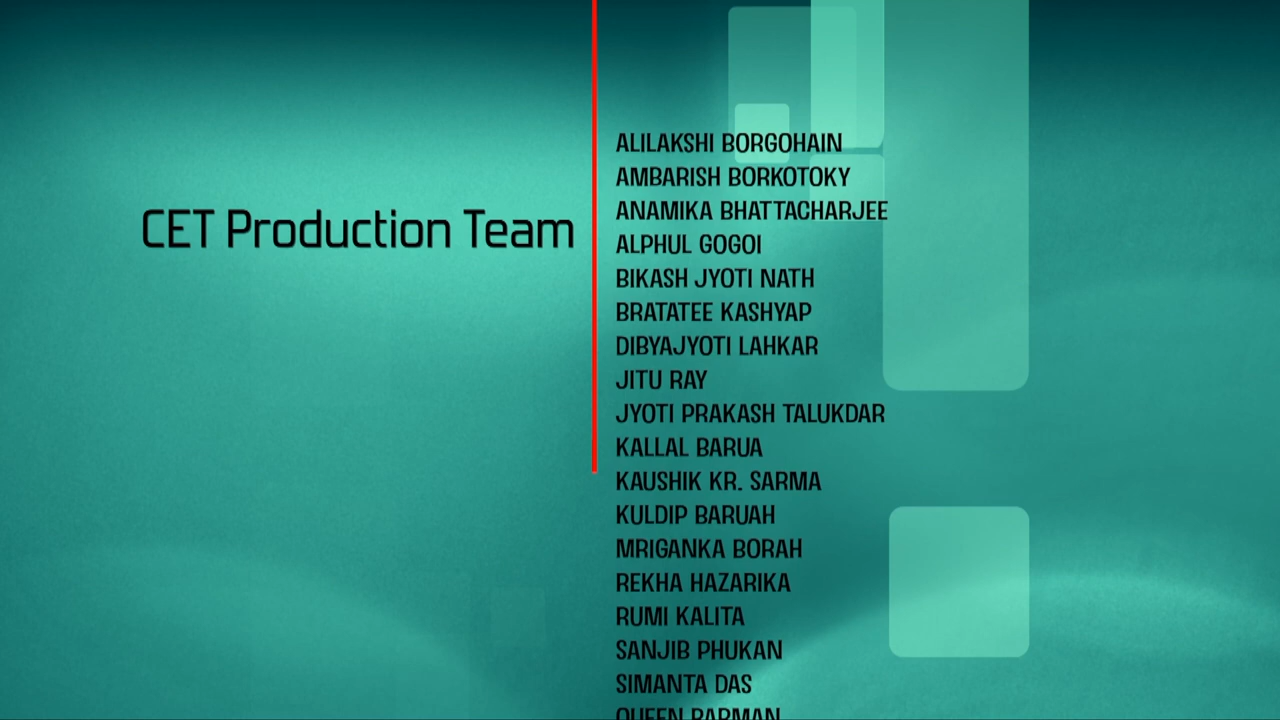 CET Production Team
ALILAKSHI BORGOHAIN
AMBARISH BORKOTOKY
ANAMIKA BHATTACHARJEE
ALPHUL GOGOI
BIKASH JYOTI NATH
BRATATEE KASHYAP
DIBYAJYOTI LAHKAR
JITU RAY
JYOTI PRAKASH TALUKDAR
KALLAL BARUA
KAUSHIK KR. SARMA
KULDIP BARUAH
MRIGANKA BORAH
REKHA HAZARIKA
RUMI KALITA
SANJIB PHUKAN
SIMANTA DAS
QUEEN